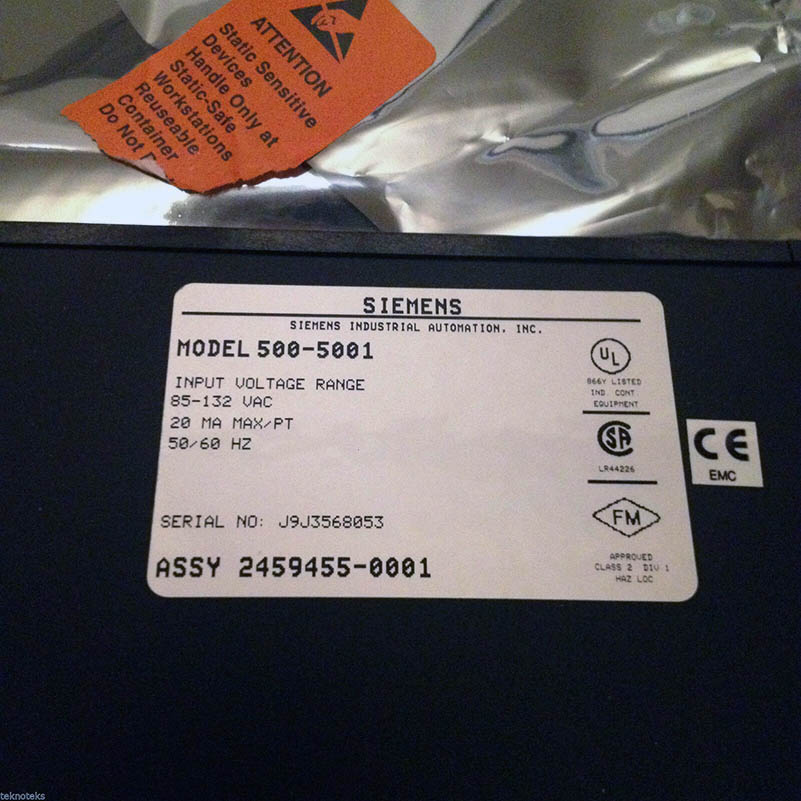 ATTENTION
Static Sensitive
Devices
Handle Only at
Static-Safe
Workstations
Reuseable
Container
Do Not
SIEMENS
SIEMENS INDUSTRIAL AUTOMATION, INC.
MODEL 500-5001
INPUT VOLTAGE RANGE
85-132 VAC
20 MA MAX/PT
50/60 HZ
SERIAL NO: J9J3568053
ASSY 2459455-0001
UL
866Y LISTED
IND. CONT.
EQUIPMENT
SA
LR44226
FM
APPROVED
CLASS 2 DIV 1
HAZ LOC
CE
EMC
teknoteks